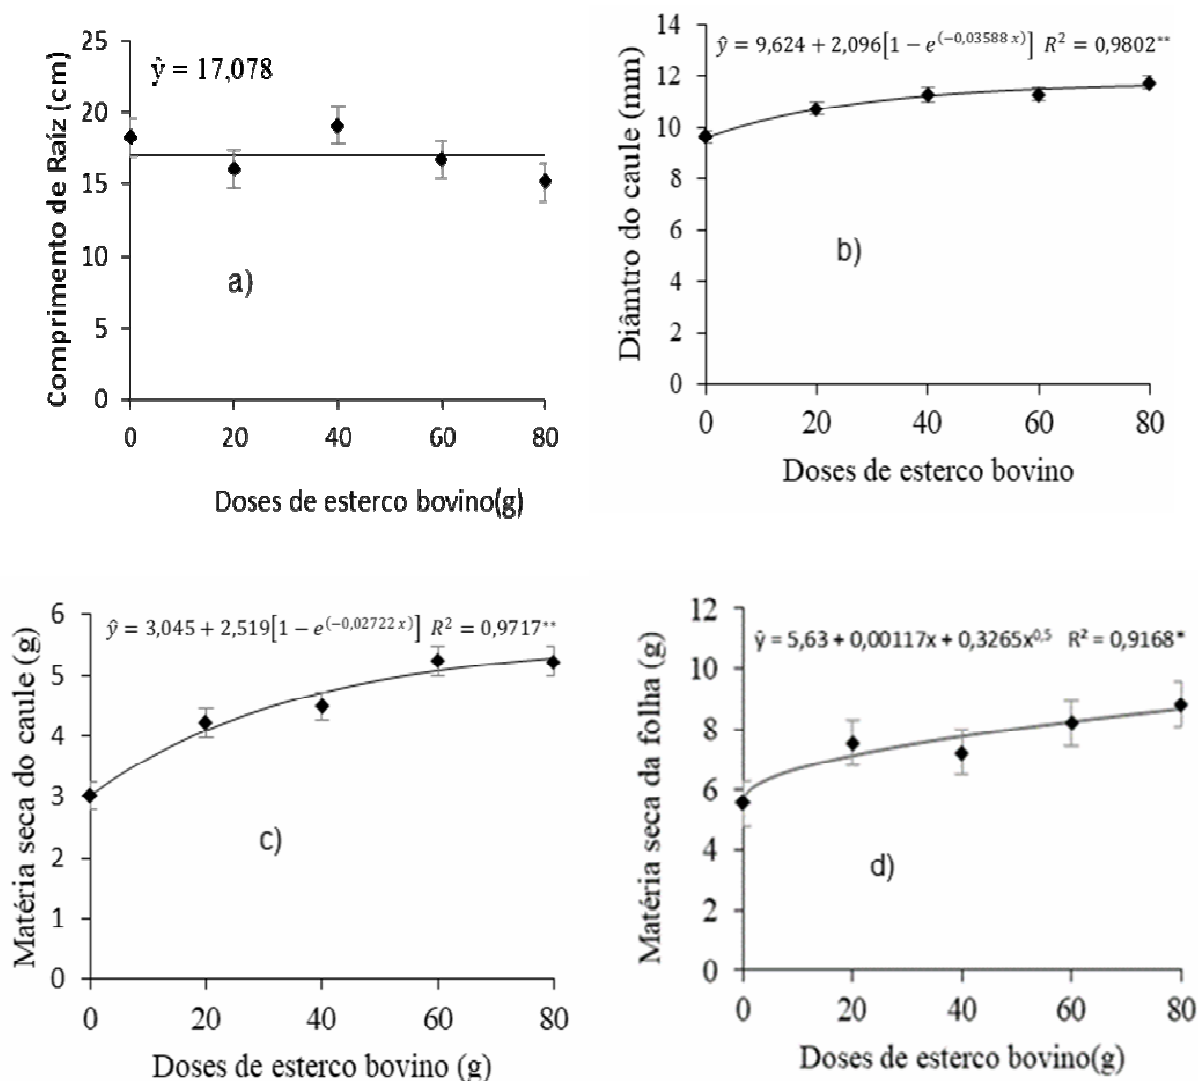 25
20
15
10
5
0
ŷ = 17,078
Comprimento de Raíz (cm)
a)
0 20 40 60 80
Doses de esterco bovino(g)
14
12
10
8
6
4
2
0
ŷ = 9,624 + 2,096[1 − e^(−0,03588 x)] R² = 0,9802**
Diâmtro do caule (mm)
b)
0 20 40 60 80
Doses de esterco bovino
6
5
4
3
2
1
0
ŷ = 3,045 + 2,519[1 − e^(−0,02722 x)] R² = 0,9717**
Matéria seca do caule (g)
c)
0 20 40 60 80
Doses de esterco bovino (g)
12
10
8
6
4
2
0
ŷ = 5,63 + 0,00117x + 0,3265x^0,5 R² = 0,9168*
Matéria seca da folha (g)
d)
0 20 40 60 80
Doses de esterco bovino(g)